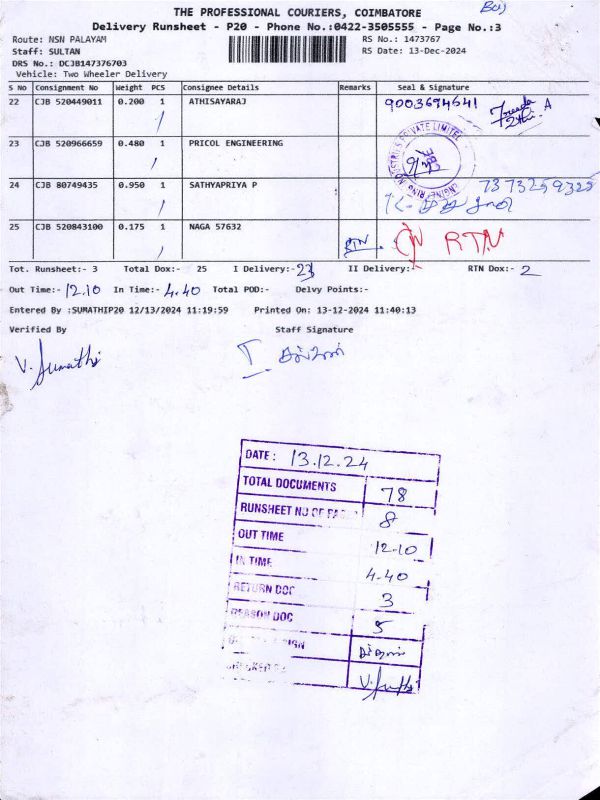 THE PROFESSIONAL COURIERS, COIMBATORE
Delivery Runsheet - P20 - Phone No.:0422-3505555 - Page No.:3
Route: NSN PALAYAM RS No.: 1473767
Staff: SULTAN RS Date: 13-Dec-2024
DRS No.: DCJB147376703
Vehicle: Two Wheeler Delivery
S No Consignment No Weight PCS Consignee Details Remarks Seal & Signature
22 CJB 520449011 0.200 1 ATHISAYARAJ 9003694641
23 CJB 520966659 0.480 1 PRICOL ENGINEERING
24 CJB 80749435 0.950 1 SATHYAPRIYA P 7373259325
25 CJB 520843100 0.175 1 NAGA 57632 RTN RTN
Tot. Runsheet:- 3 Total Dox:- 25 I Delivery:-23 II Delivery:- RTN Dox:- 2
Out Time:- 12.10 In Time:- 4.40 Total POD:- Delvy Points:-
Entered By :SUMATHIP20 12/13/2024 11:19:59 Printed On: 13-12-2024 11:40:13
Verified By Staff Signature
V. Sumathi
DATE : 13.12.24
TOTAL DOCUMENTS 78
RUNSHEET NO OF 8
OUT TIME 12-10
IN TIME 4.40
RETURN DOC 3
REASON DOC 5